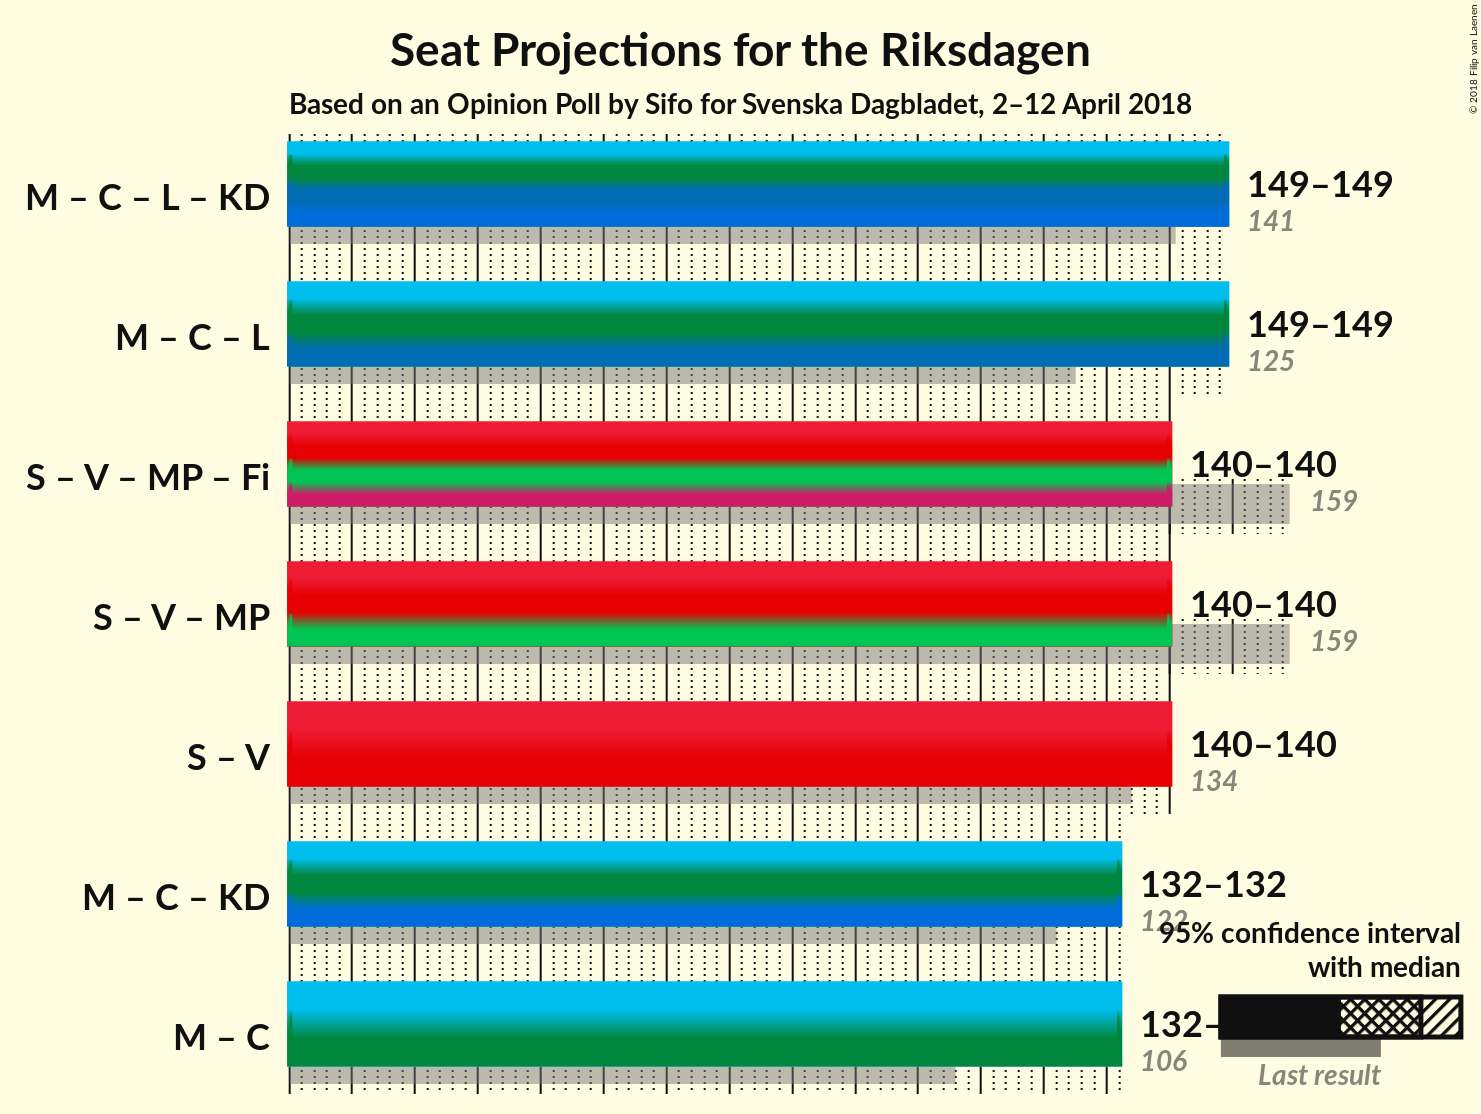 Seat Projections for the Riksdagen
Based on an Opinion Poll by Sifo for Svenska Dagbladet, 2–12 April 2018
© 2018 Filip van Laenen
M – C – L – KD
149–149
141
M – C – L
149–149
125
S – V – MP – Fi
140–140
159
S – V – MP
140–140
159
S – V
140–140
134
M – C – KD
132–132
122
95% confidence interval
with median
M – C
132–
106
Last result